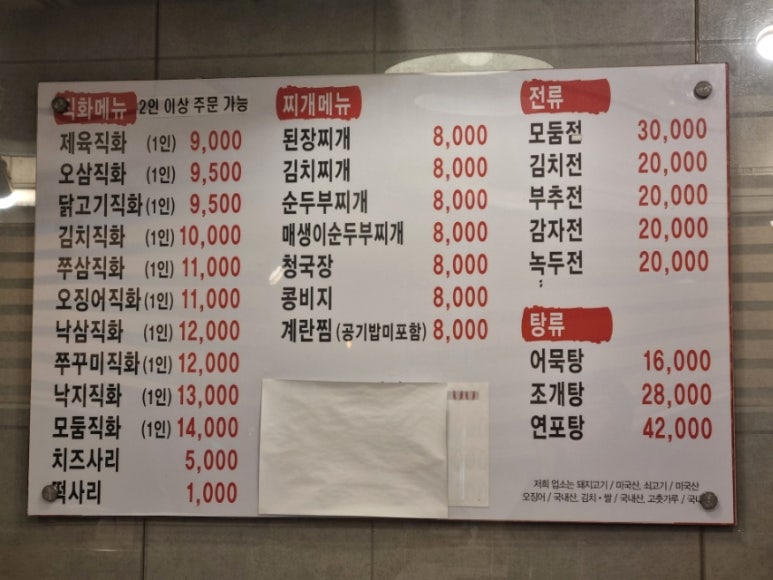 직화메뉴 2인 이상 주문 가능
제육직화 (1인) 9,000
오삼직화 (1인) 9,500
닭고기직화 (1인) 9,500
김치직화 (1인) 10,000
쭈삼직화 (1인) 11,000
오징어직화 (1인) 11,000
낙삼직화 (1인) 12,000
쭈꾸미직화 (1인) 12,000
낙지직화 (1인) 13,000
모둠직화 (1인) 14,000
치즈사리 5,000
떡사리 1,000
찌개메뉴
된장찌개 8,000
김치찌개 8,000
순두부찌개 8,000
매생이순두부찌개 8,000
청국장 8,000
콩비지 8,000
계란찜 (공기밥미포함) 8,000
전류
모둠전 30,000
김치전 20,000
부추전 20,000
감자전 20,000
녹두전 20,000
탕류
어묵탕 16,000
조개탕 28,000
연포탕 42,000
저희 업소는 돼지고기 / 미국산, 쇠고기 / 미국산
오징어 / 국내산, 김치 • 쌀 / 국내산, 고춧가루 /